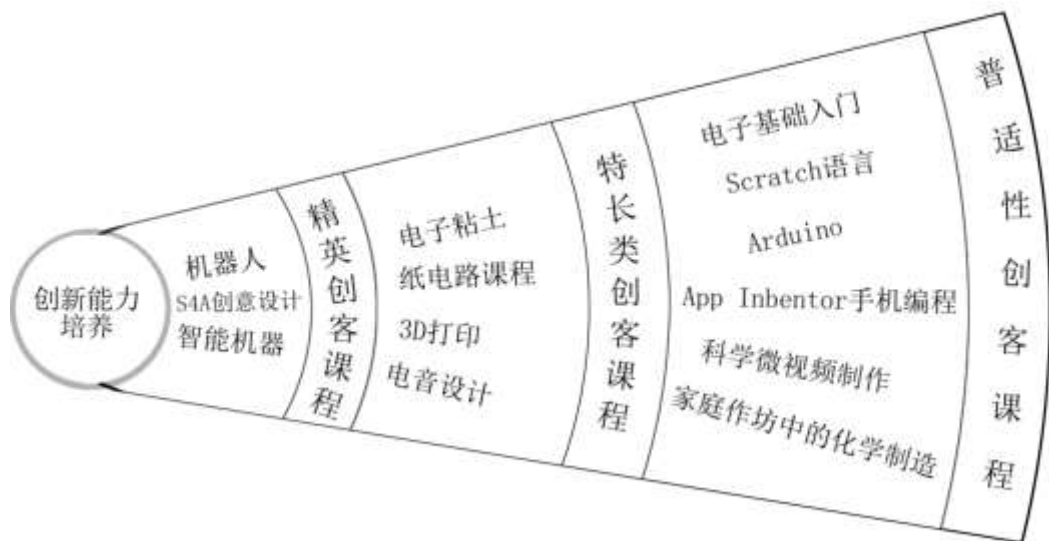 创新能力
培养
机器人
S4A创意设计
智能机器
精英创客课程
电子粘土
纸电路课程
3D打印
电音设计
特长类创客课程
电子基础入门
Scratch语言
Arduino
App Inbentor手机编程
科学微视频制作
家庭作坊中的化学制造
普适性创客课程